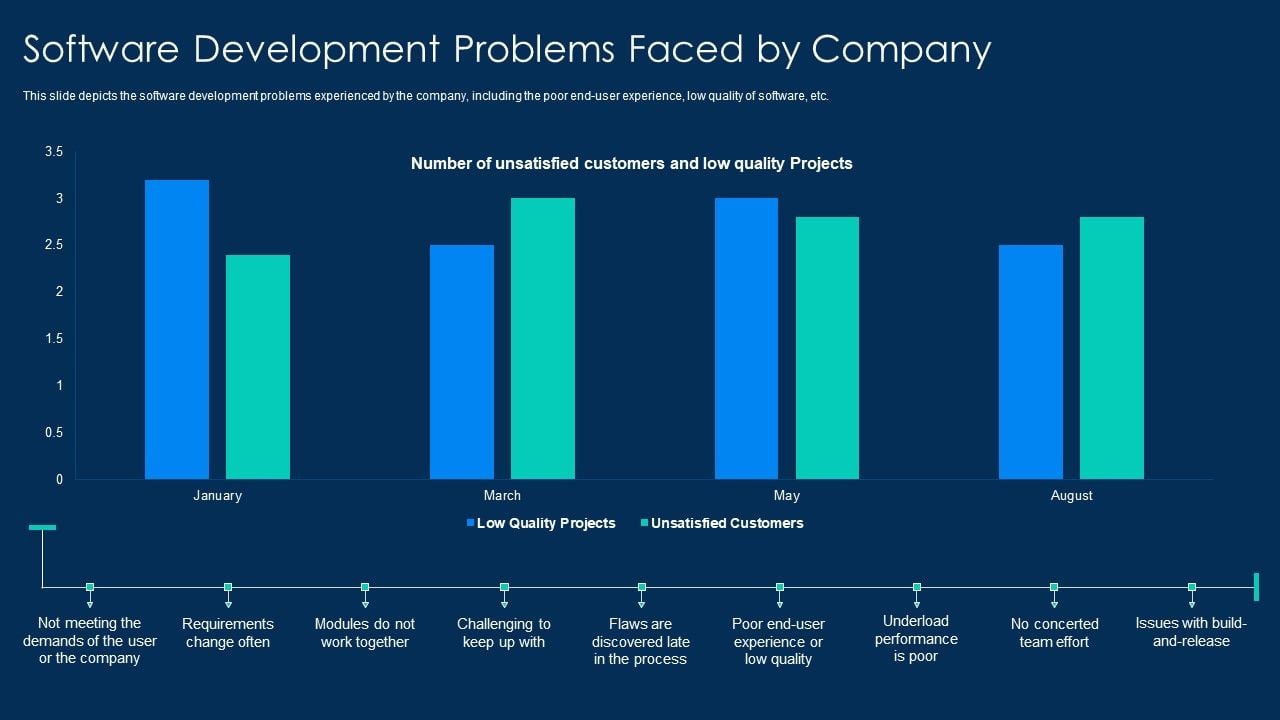 Software Development Problems Faced by Company
This slide depicts the software development problems experienced by the company, including the poor end-user experience, low quality of software, etc.
Number of unsatisfied customers and low quality Projects
3.5
3
2.5
2
1.5
1
0.5
0
January
March
May
August
Low Quality Projects
Unsatisfied Customers
Not meeting the
demands of the user
or the company
Requirements
change often
Modules do not
work together
Challenging to
keep up with
Flaws are
discovered late
in the process
Poor end-user
experience or
low quality
Underload
performance
is poor
No concerted
team effort
Issues with build-
and-release